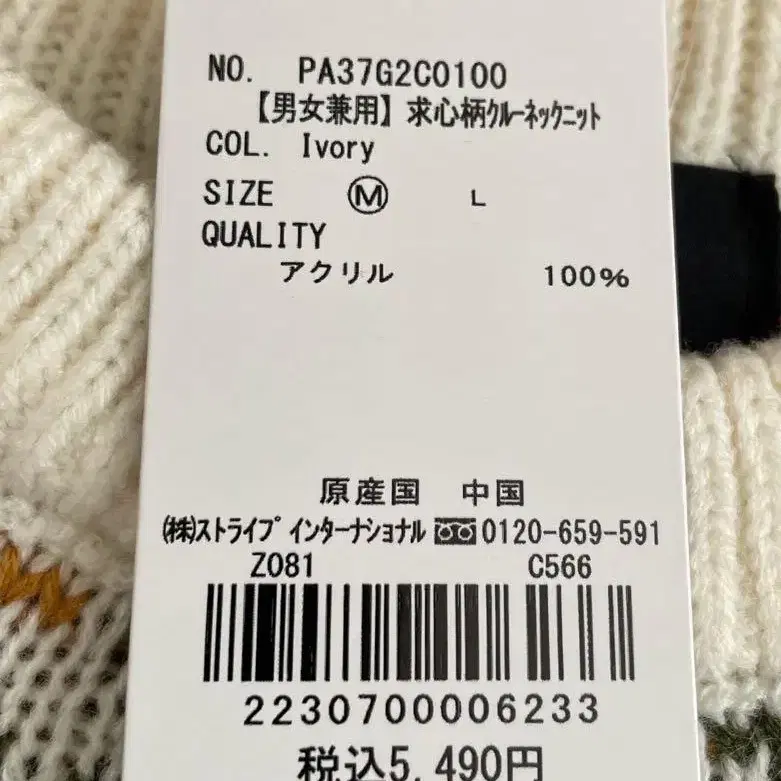 NO. PA37G2C0100
【男女兼用】求心柄ｸﾙｰﾈｯｸﾆｯﾄ
COL. Ivory
SIZE Ⓜ L
QUALITY
アクリル 100%
原産国 中国
㈱ｽﾄﾗｲﾌﾟ ｲﾝﾀｰﾅｼｮﾅﾙ 0120-659-591
Z081 C566
2230700006233
税込5,490円